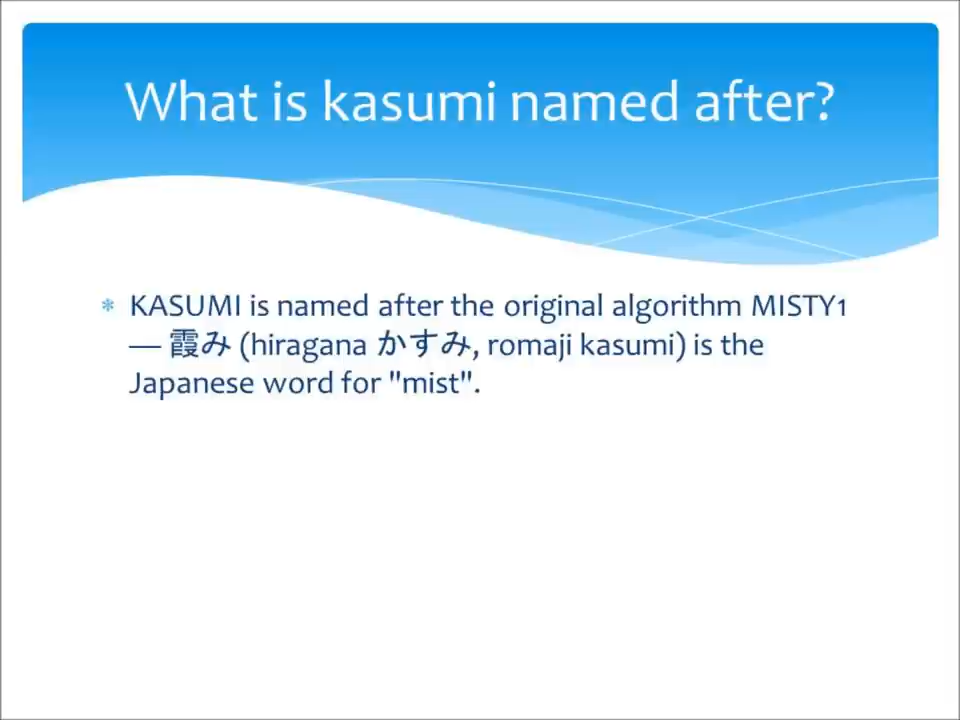 What is kasumi named after?
* KASUMI is named after the original algorithm MISTY1
— 霞み (hiragana かすみ, romaji kasumi) is the
Japanese word for "mist".